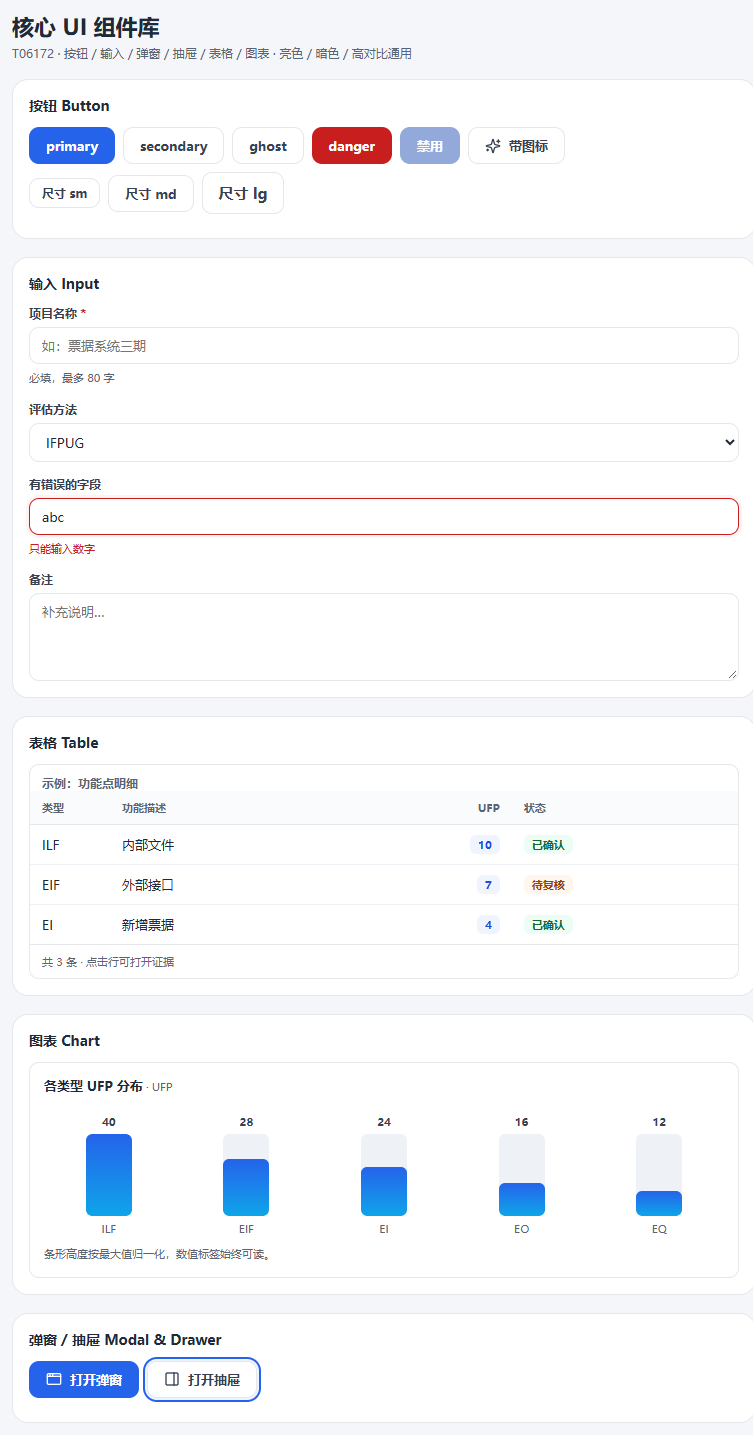 核心 UI 组件库
T06172 · 按钮 / 输入 / 弹窗 / 抽屉 / 表格 / 图表 · 亮色 / 暗色 / 高对比通用
按钮 Button
primary secondary ghost danger 禁用 带图标
尺寸 sm 尺寸 md 尺寸 lg
输入 Input
项目名称 *
如：票据系统三期
必填，最多 80 字
评估方法
IFPUG
有错误的字段
abc
只能输入数字
备注
补充说明...
表格 Table
示例：功能点明细
类型 功能描述 UFP 状态
ILF 内部文件 10 已确认
EIF 外部接口 7 待复核
EI 新增票据 4 已确认
共 3 条 · 点击行可打开证据
图表 Chart
各类型 UFP 分布 · UFP
40 28 24 16 12
ILF EIF EI EO EQ
条形高度按最大值归一化，数值标签始终可读。
弹窗 / 抽屉 Modal & Drawer
打开弹窗 打开抽屉